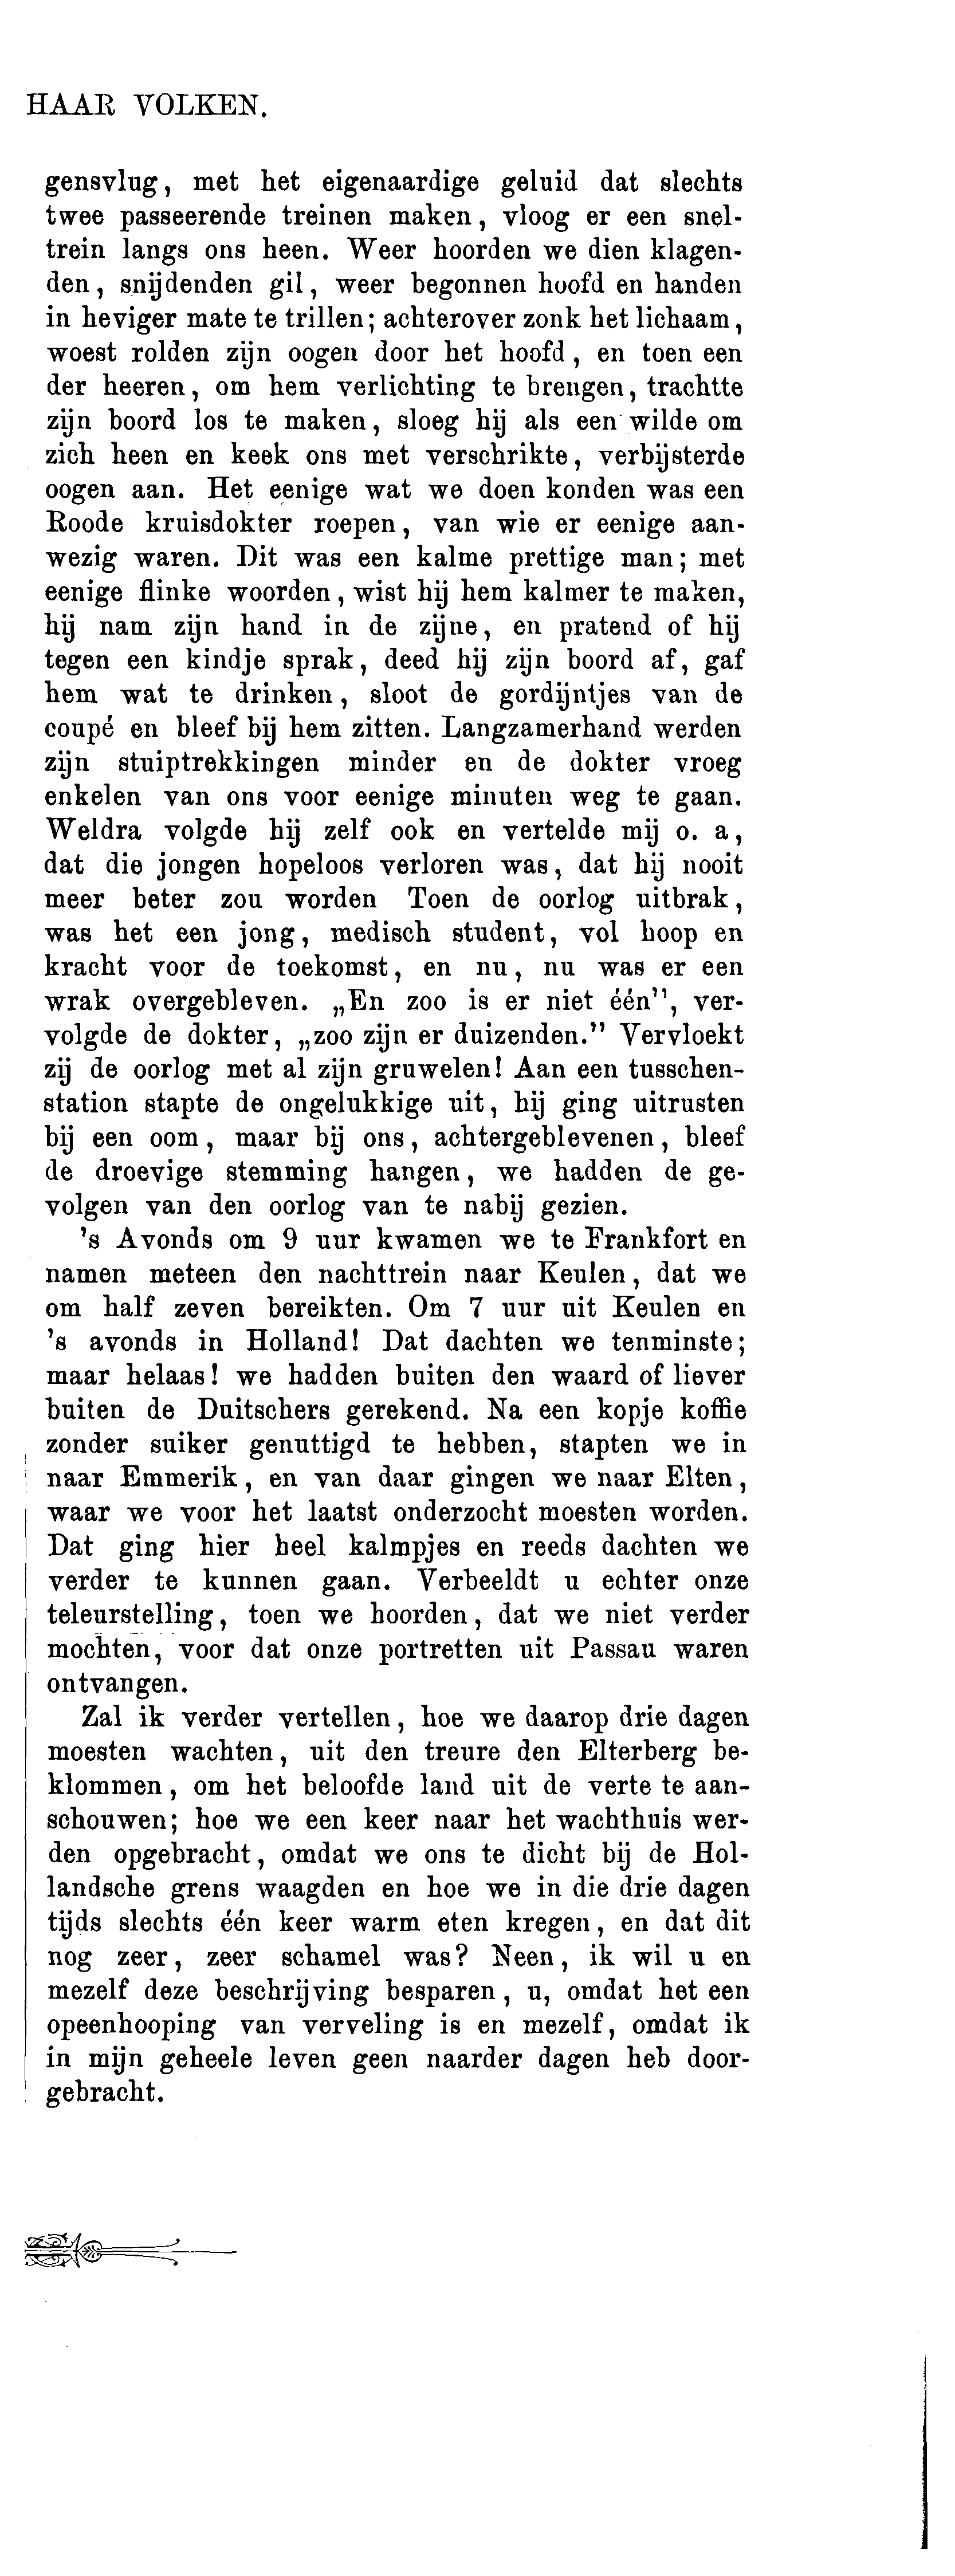 HAAR VOLKEN.
gensvlug, met het eigenaardige geluid dat slechts
twee passeerende treinen maken, vloog er een snel-
trein langs ons heen. Weer hoorden we dien klagen-
den, snijdenden gil, weer begonnen hoofd en handen
in heviger mate te trillen; achterover zonk het lichaam,
woest rolden zijn oogen door het hoofd, en toen een
der heeren, om hem verlichting te brengen, trachtte
zijn boord los te maken, sloeg hij als een wilde om
zich heen en keek ons met verschrikte, verbijsterde
oogen aan. Het eenige wat we doen konden was een
Roode kruisdokter roepen, van wie er eenige aan-
wezig waren. Dit was een kalme prettige man; met
eenige flinke woorden, wist hij hem kalmer te maken,
hij nam zijn hand in de zijne, en pratend of hij
tegen een kindje sprak, deed hij zijn boord af, gaf
hem wat te drinken, sloot de gordijntjes van de
coupé en bleef bij hem zitten. Langzamerhand werden
zijn stuiptrekkingen minder en de dokter vroeg
enkelen van ons voor eenige minuten weg te gaan.
Weldra volgde hij zelf ook en vertelde mij o. a,
dat die jongen hopeloos verloren was, dat hij nooit
meer beter zou worden Toen de oorlog uitbrak,
was het een jong, medisch student, vol hoop en
kracht voor de toekomst, en nu, nu was er een
wrak overgebleven. „En zoo is er niet één”, ver-
volgde de dokter, „zoo zijn er duizenden.” Vervloekt
zij de oorlog met al zijn gruwelen! Aan een tusschen-
station stapte de ongelukkige uit, hij ging uitrusten
bij een oom, maar bij ons, achtergeblevenen, bleef
de droevige stemming hangen, we hadden de ge-
volgen van den oorlog van te nabij gezien.
's Avonds om 9 uur kwamen we te Frankfort en
namen meteen den nachttrein naar Keulen, dat we
om half zeven bereikten. Om 7 uur uit Keulen en
's avonds in Holland! Dat dachten we tenminste;
maar helaas! we hadden buiten den waard of liever
buiten de Duitschers gerekend. Na een kopje koffie
zonder suiker genuttigd te hebben, stapten we in
naar Emmerik, en van daar gingen we naar Elten,
waar we voor het laatst onderzocht moesten worden.
Dat ging hier heel kalmpjes en reeds dachten we
verder te kunnen gaan. Verbeeldt u echter onze
teleurstelling, toen we hoorden, dat we niet verder
mochten, voor dat onze portretten uit Passau waren
ontvangen.
Zal ik verder vertellen, hoe we daarop drie dagen
moesten wachten, uit den treure den Elterberg be-
klommen, om het beloofde land uit de verte te aan-
schouwen; hoe we een keer naar het wachthuis wer-
den opgebracht, omdat we ons te dicht bij de Hol-
landsche grens waagden en hoe we in die drie dagen
tijds slechts één keer warm eten kregen, en dat dit
nog zeer, zeer schamel was? Neen, ik wil u en
mezelf deze beschrijving besparen, u, omdat het een
opeenhooping van verveling is en mezelf, omdat ik
in mijn geheele leven geen naarder dagen heb door-
gebracht.